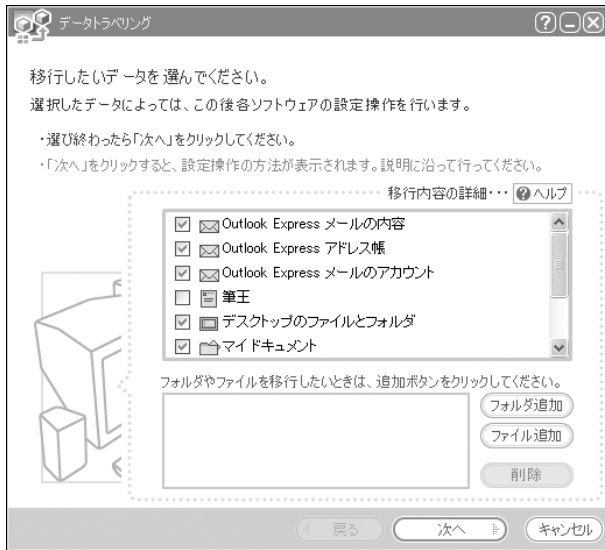 データトラベリング
移行したいデータを選んでください。
選択したデータによっては、この後各ソフトウェアの設定操作を行います。
・選び終わったら「次へ」をクリックしてください。
・「次へ」をクリックすると、設定操作の方法が表示されます。説明に沿って行ってください。
移行内容の詳細・・・ ?ヘルプ
Outlook Express メールの内容
Outlook Express アドレス帳
Outlook Express メールのアカウント
筆王
デスクトップのファイルとフォルダ
マイ ドキュメント
フォルダやファイルを移行したいときは、追加ボタンをクリックしてください。
フォルダ追加
ファイル追加
削除
戻る 次へ キャンセル